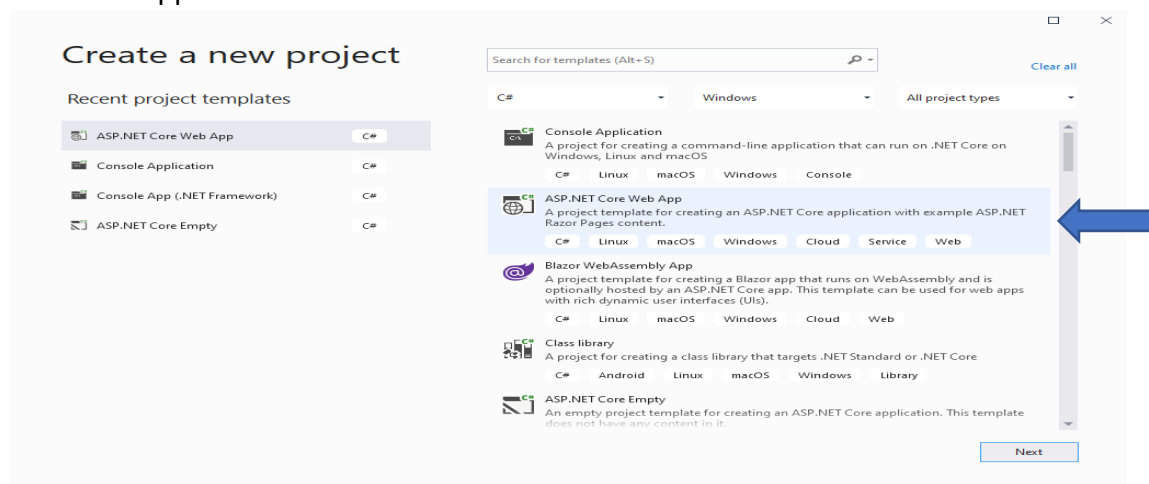 Create a new project
Search for templates (Alt+S)
Clear all
Recent project templates
C# Windows All project types
ASP.NET Core Web App C#
Console Application C#
Console App (.NET Framework) C#
ASP.NET Core Empty C#
Console Application
A project for creating a command-line application that can run on .NET Core on
Windows, Linux and macOS
C# Linux macOS Windows Console
ASP.NET Core Web App
A project template for creating an ASP.NET Core application with example ASP.NET
Razor Pages content.
C# Linux macOS Windows Cloud Service Web
Blazor WebAssembly App
A project template for creating a Blazor app that runs on WebAssembly and is
optionally hosted by an ASP.NET Core app. This template can be used for web apps
with rich dynamic user interfaces (UIs).
C# Linux macOS Windows Cloud Web
Class library
A project for creating a class library that targets .NET Standard or .NET Core
C# Android Linux macOS Windows Library
ASP.NET Core Empty
An empty project template for creating an ASP.NET Core application. This template
does not have any content in it.
Next